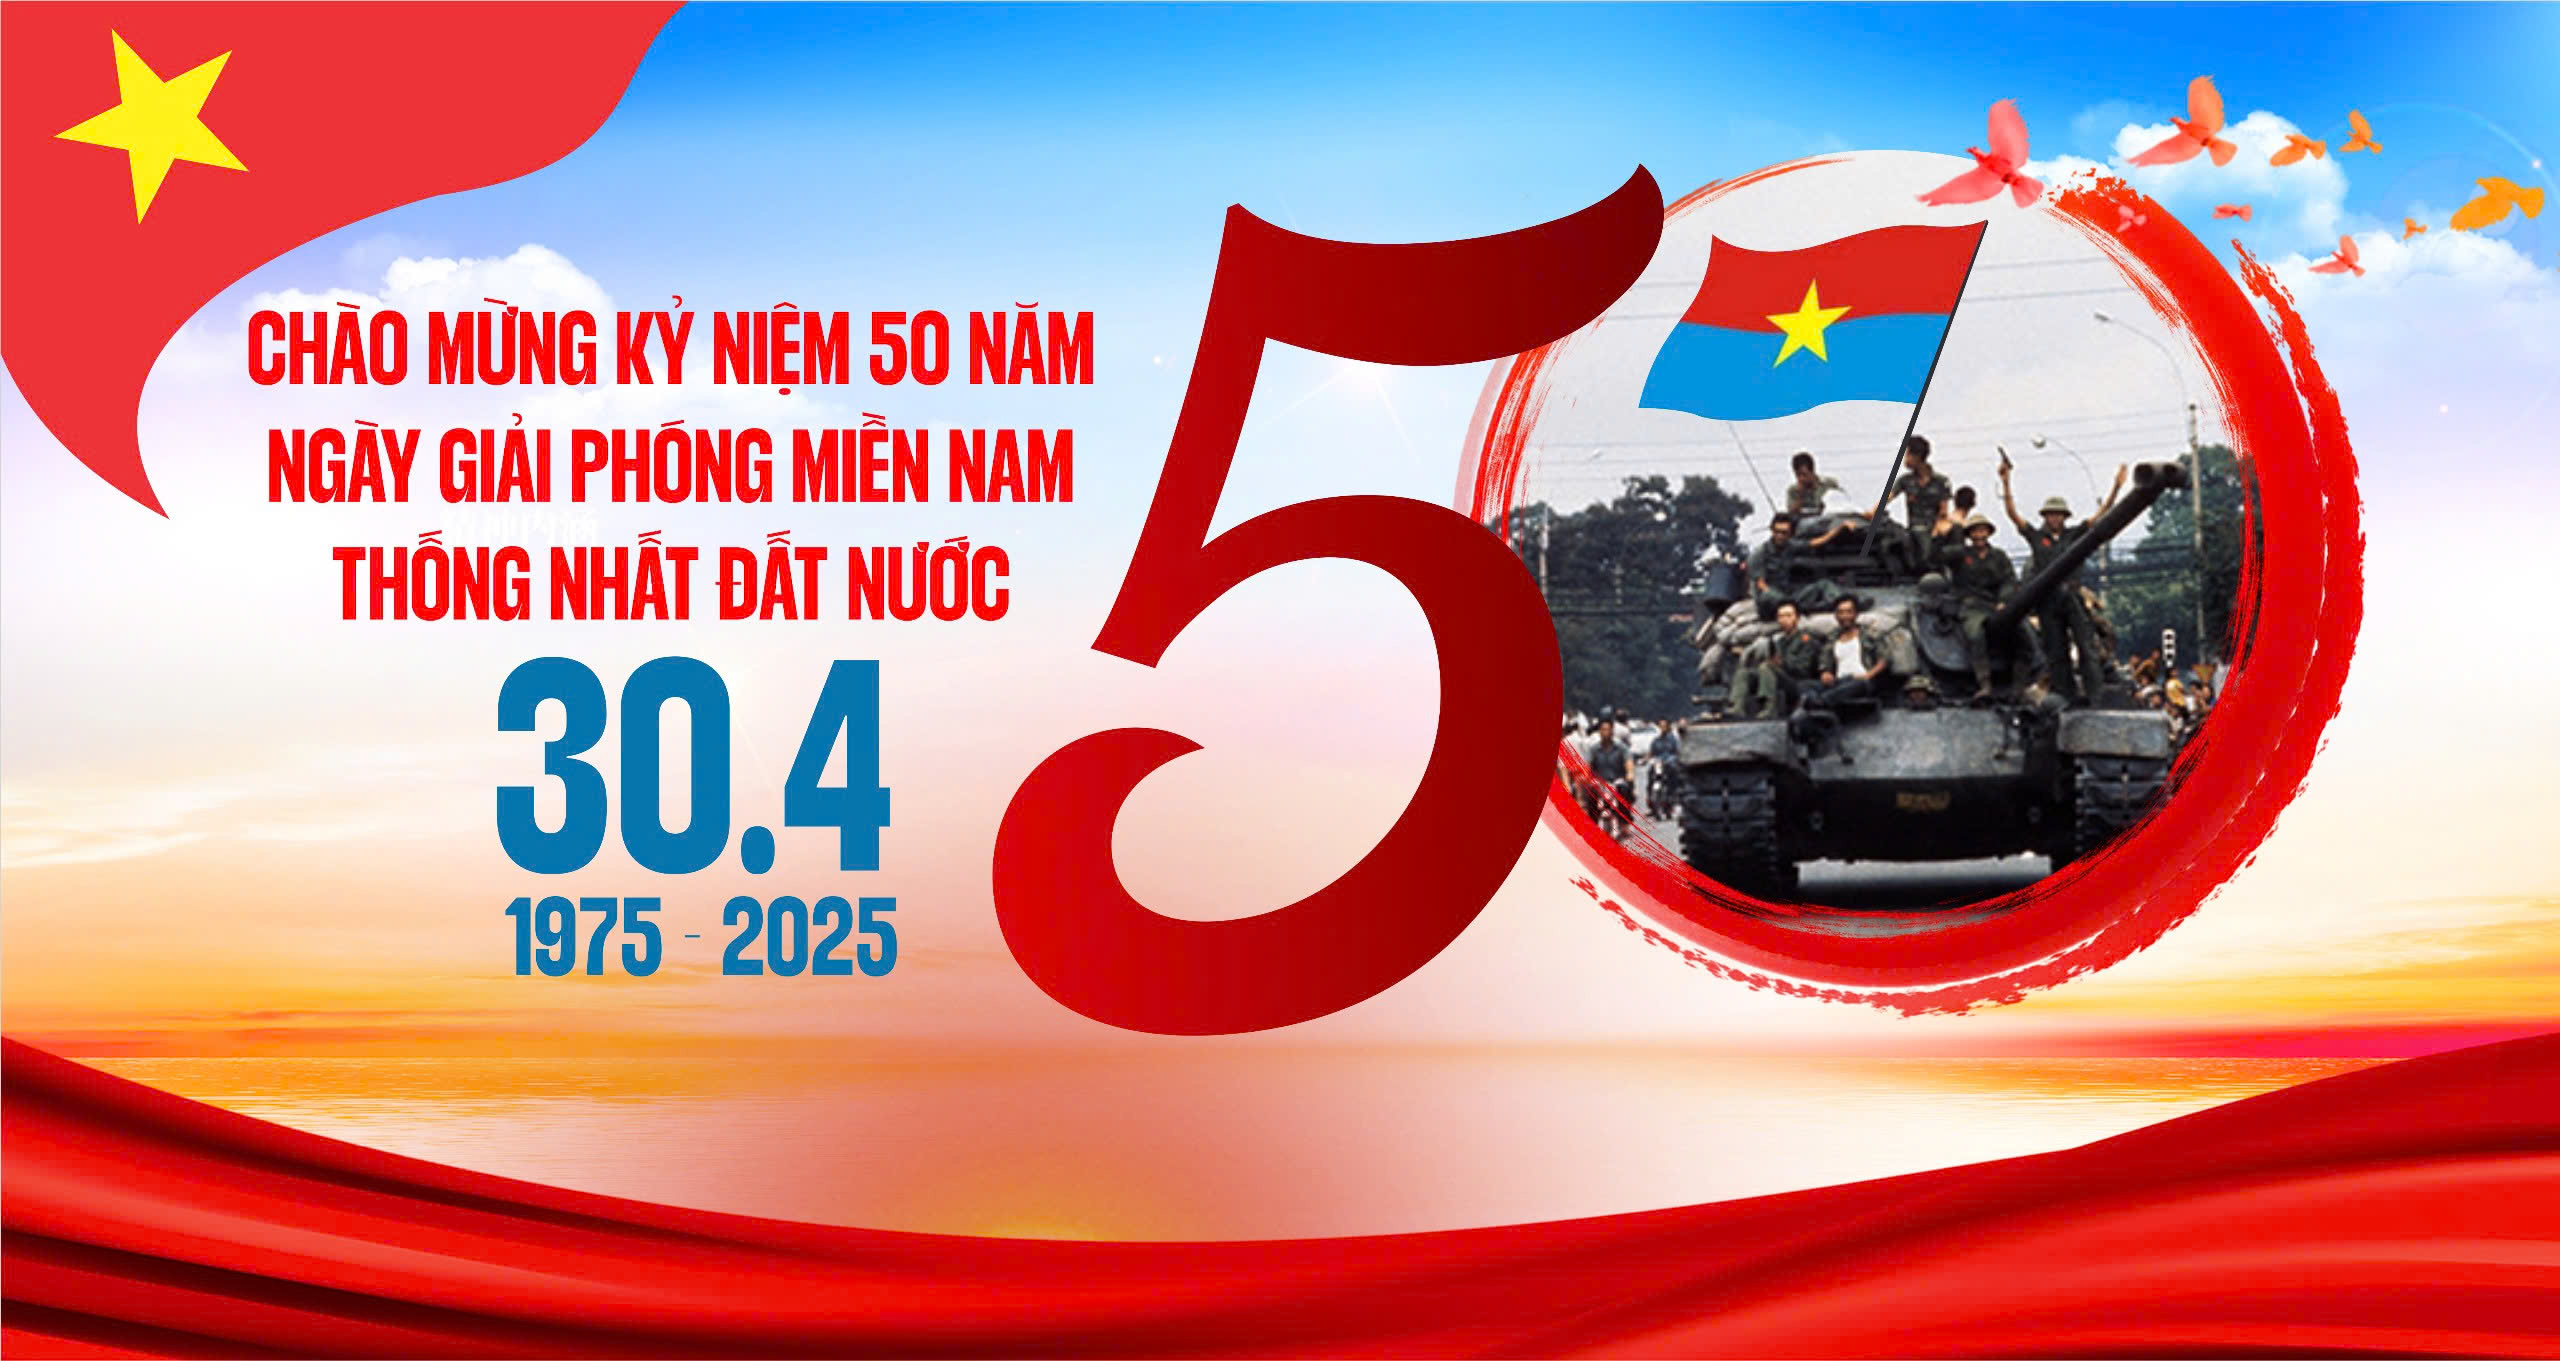 CHÀO MỪNG KỶ NIỆM 50 NĂM
NGÀY GIẢI PHÓNG MIỀN NAM
THỐNG NHẤT ĐẤT NƯỚC
30.4
1975 - 2025
50